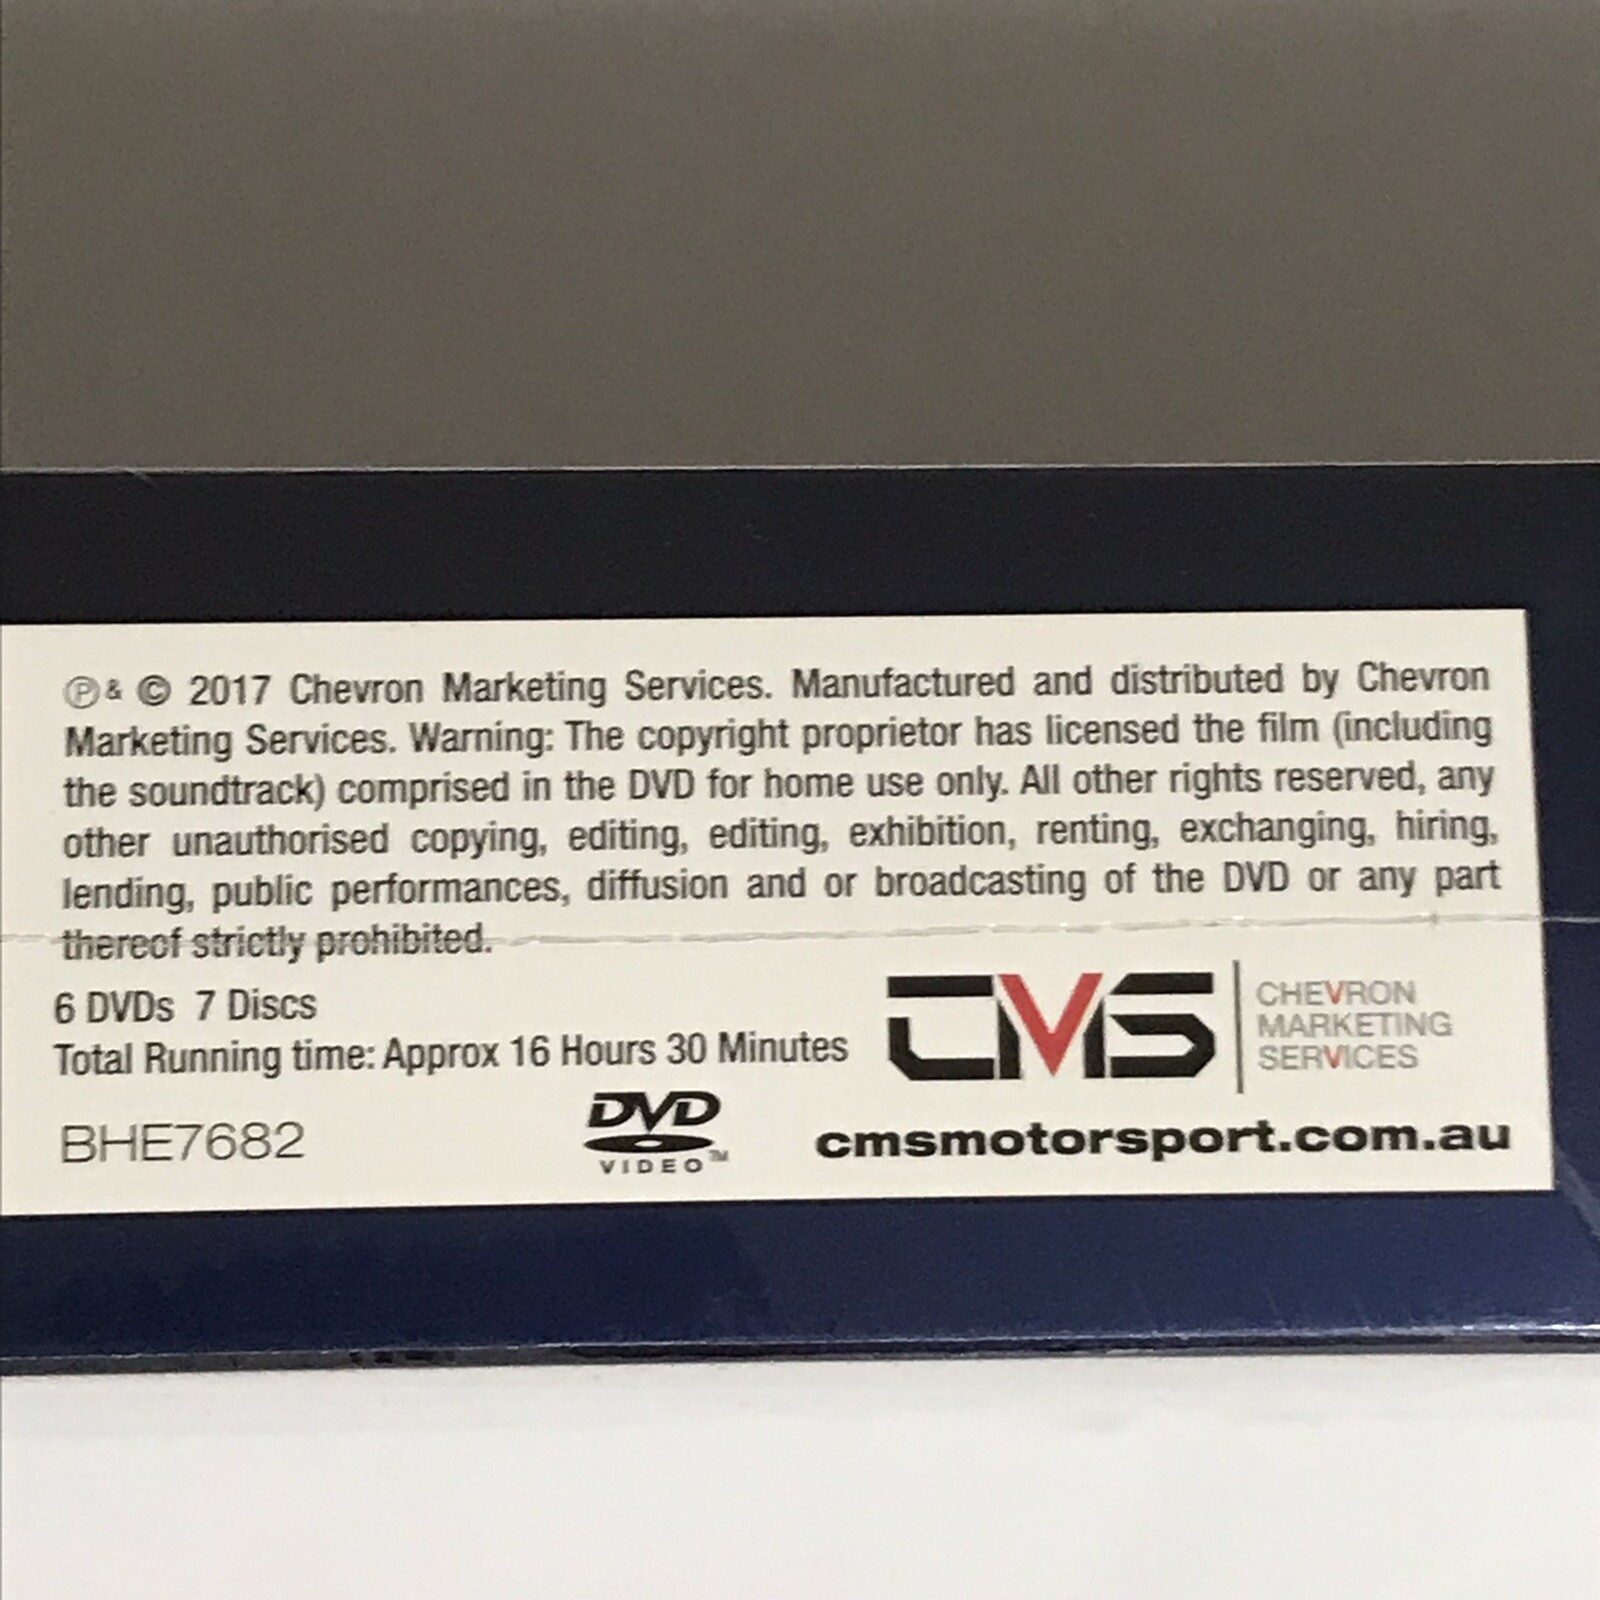 ℗ & © 2017 Chevron Marketing Services. Manufactured and distributed by Chevron
Marketing Services. Warning: The copyright proprietor has licensed the film (including
the soundtrack) comprised in the DVD for home use only. All other rights reserved, any
other unauthorised copying, editing, editing, exhibition, renting, exchanging, hiring,
lending, public performances, diffusion and or broadcasting of the DVD or any part
thereof strictly prohibited.
6 DVDs 7 Discs
Total Running time: Approx 16 Hours 30 Minutes
BHE7682
DVD
VIDEO™
CMS
CHEVRON
MARKETING
SERVICES
cmsmotorsport.com.au